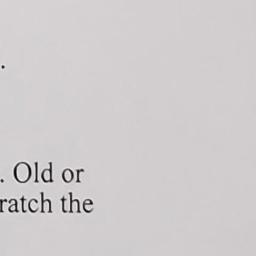 .
. Old or
ratch the